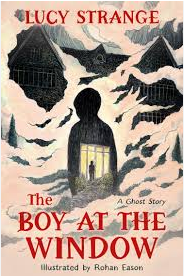 LUCY STRANGE
A Ghost Story
The
BOY AT THE
WINDOW
Illustrated by Rohan Eason